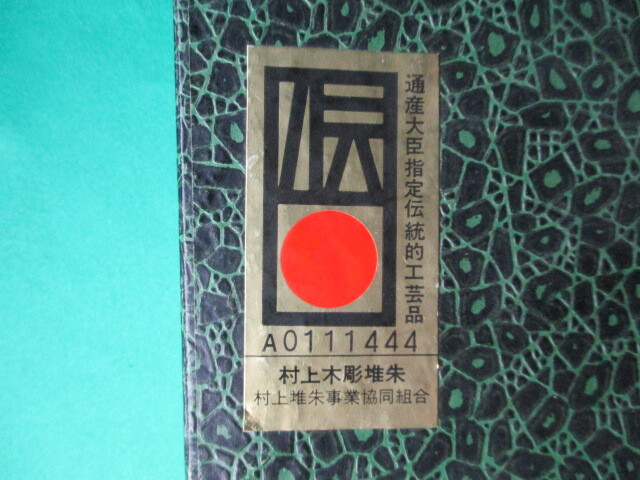 伝
通産大臣指定伝統的工芸品
A0111444
村上木彫堆朱
村上堆朱事業協同組合